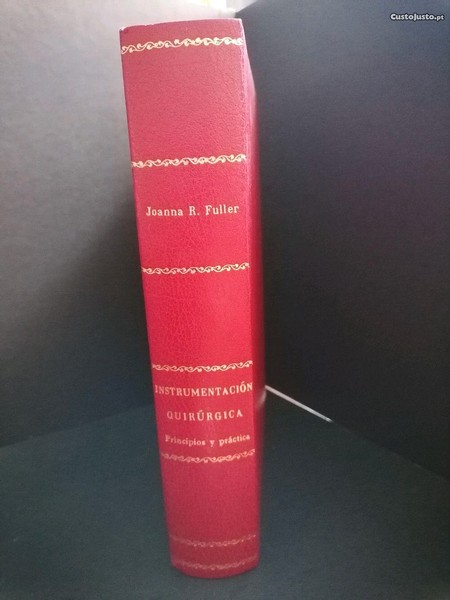 CustoJusto.pt
Joanna R. Fuller
INSTRUMENTACIÓN
QUIRÚRGICA
Principios y práctica